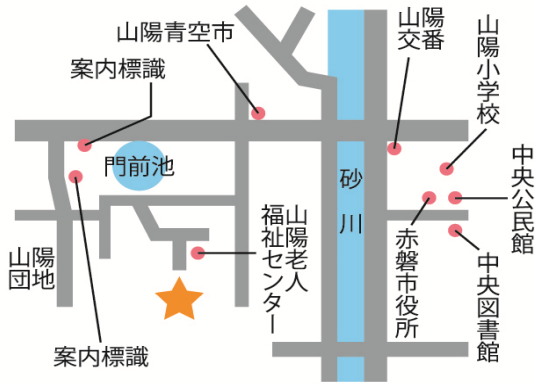 山陽青空市
案内標識
山陽
交番
山陽小学校
門前池
砂川
中央公民館
山陽
団地
山陽老人
福祉センター
赤磐市役所
中央図書館
案内標識